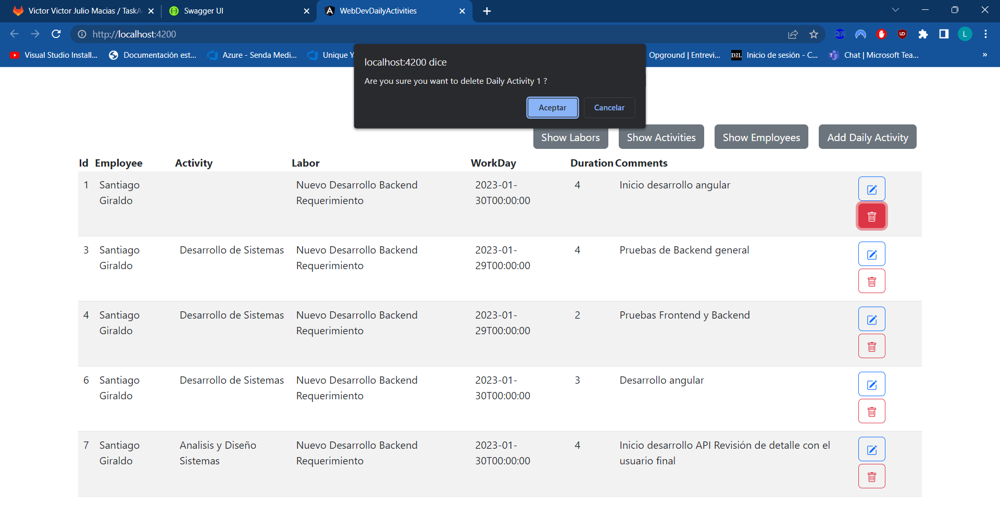 Victor Victor Julio Macias / TaskA
Swagger UI
WebDevDailyActivities
http://localhost:4200
L
Visual Studio Install...
Documentación est...
Azure - Senda Medi...
Unique Y
Opground | Entrevi...
D2L
Inicio de sesión - C...
Chat | Microsoft Tea...
»
localhost:4200 dice
Are you sure you want to delete Daily Activity 1 ?
Aceptar
Cancelar
Show Labors
Show Activities
Show Employees
Add Daily Activity
Id Employee Activity Labor WorkDay Duration Comments
1 Santiago Nuevo Desarrollo Backend 2023-01- 4 Inicio desarrollo angular
Giraldo Requerimiento 30T00:00:00
3 Santiago Desarrollo de Sistemas Nuevo Desarrollo Backend 2023-01- 4 Pruebas de Backend general
Giraldo Requerimiento 29T00:00:00
4 Santiago Desarrollo de Sistemas Nuevo Desarrollo Backend 2023-01- 2 Pruebas Frontend y Backend
Giraldo Requerimiento 29T00:00:00
6 Santiago Desarrollo de Sistemas Nuevo Desarrollo Backend 2023-01- 3 Desarrollo angular
Giraldo Requerimiento 30T00:00:00
7 Santiago Analisis y Diseño Nuevo Desarrollo Backend 2023-01- 4 Inicio desarrollo API Revisión de detalle con el
Giraldo Sistemas Requerimiento 30T00:00:00 usuario final